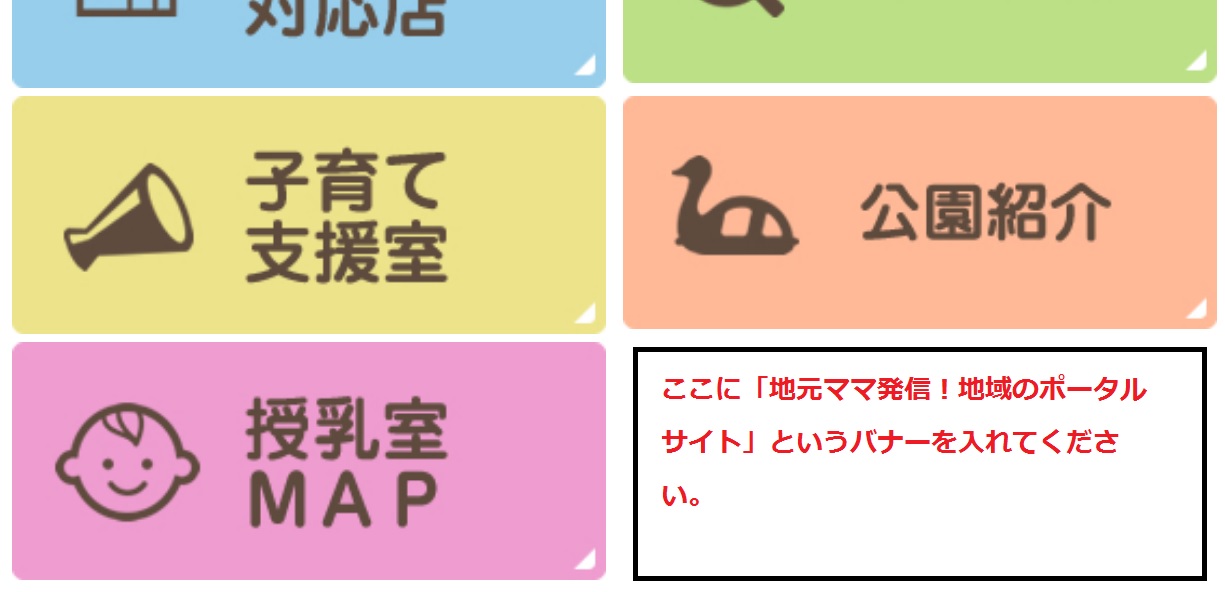 対応店
子育て
支援室
公園紹介
授乳室
ＭＡＰ
ここに「地元ママ発信！地域のポータル
サイト」というバナーを入れてくださ
い。